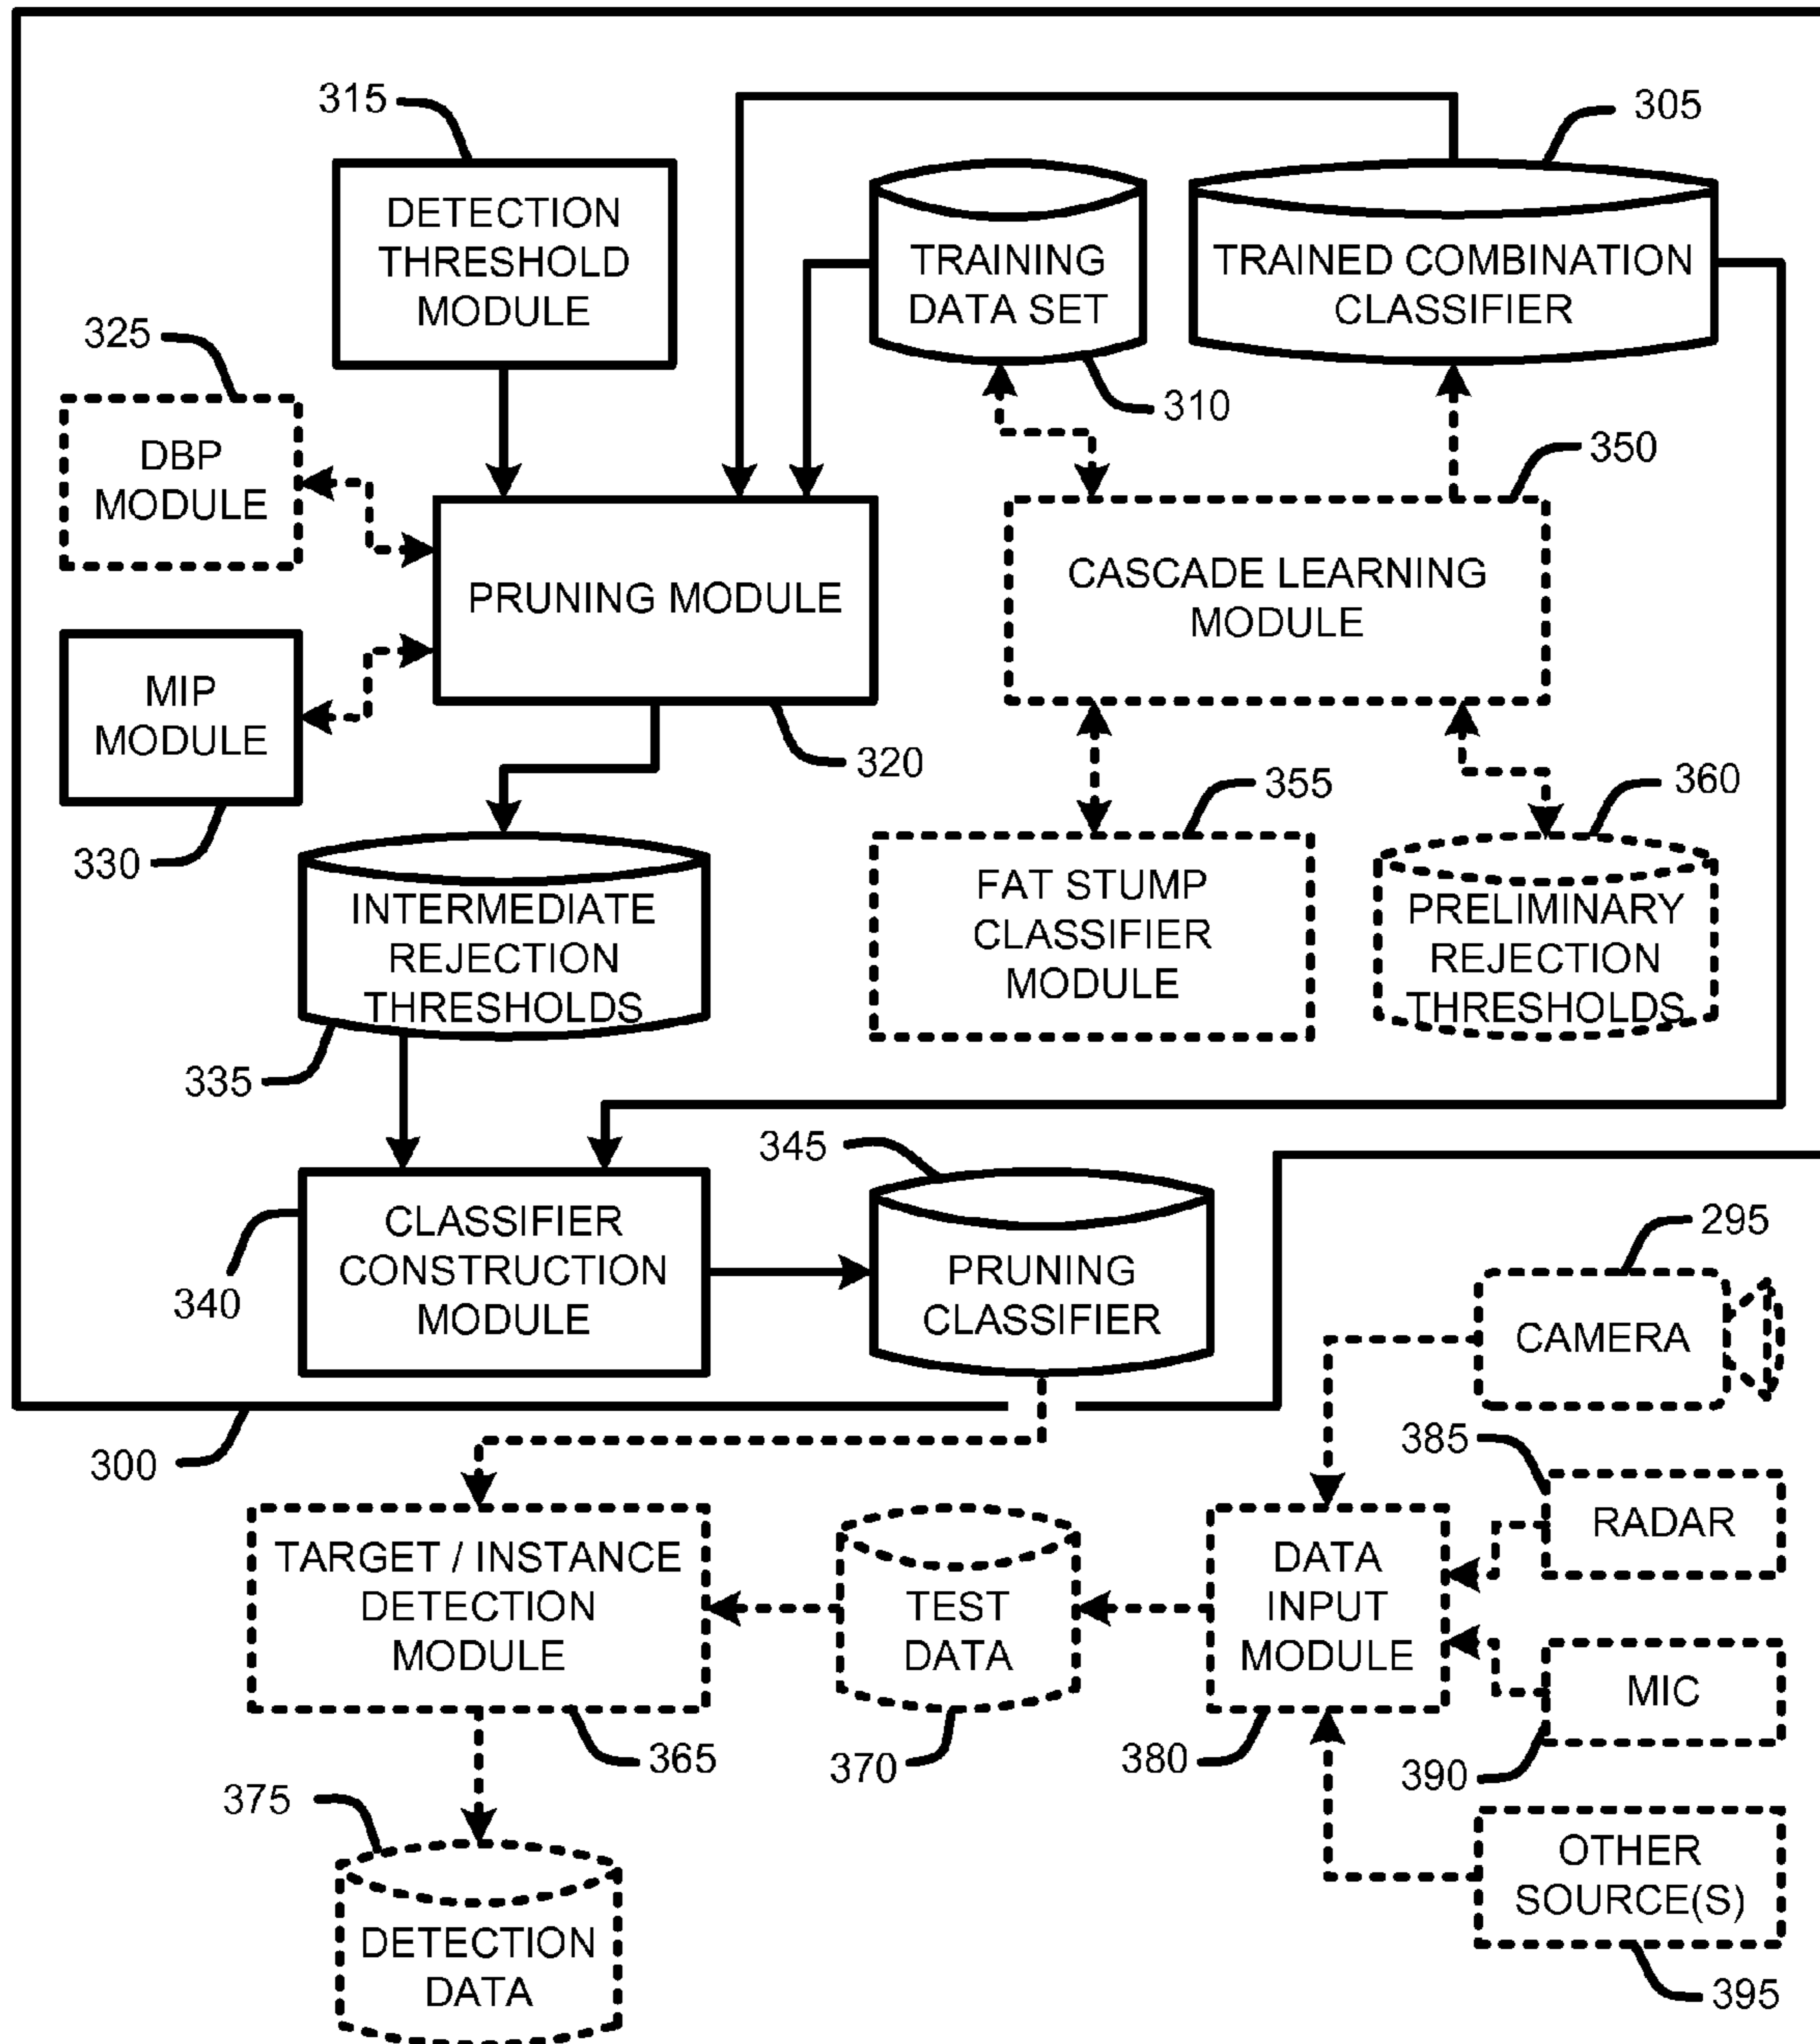 315
305
DETECTION
THRESHOLD
MODULE
TRAINING
DATA SET
TRAINED COMBINATION
CLASSIFIER
325
310
350
DBP
MODULE
PRUNING MODULE
CASCADE LEARNING
MODULE
MIP
MODULE
320
355
360
330
INTERMEDIATE
REJECTION
THRESHOLDS
FAT STUMP
CLASSIFIER
MODULE
PRELIMINARY
REJECTION
THRESHOLDS
335
345
295
CLASSIFIER
CONSTRUCTION
MODULE
340
PRUNING
CLASSIFIER
CAMERA
300
385
RADAR
TARGET / INSTANCE
DETECTION
MODULE
TEST
DATA
DATA
INPUT
MODULE
MIC
365
370
380
390
375
OTHER
SOURCE(S)
DETECTION
DATA
395